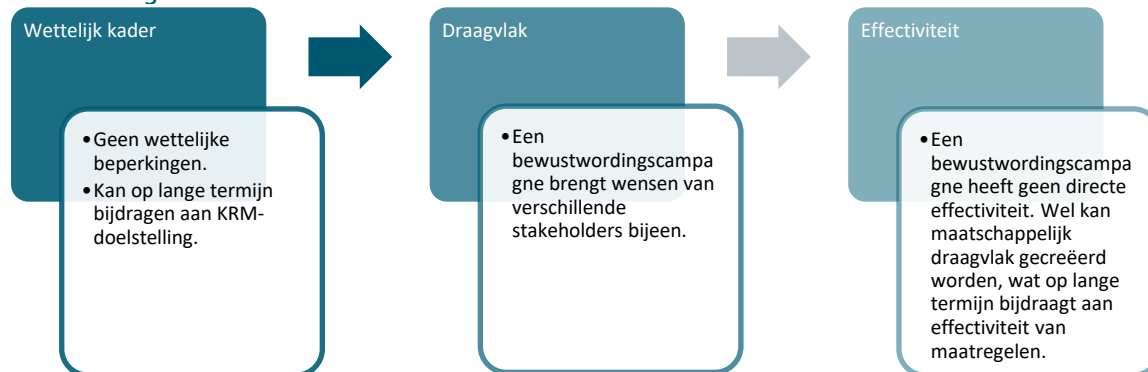 Wettelijk kader
•Geen wettelijke
beperkingen.
•Kan op lange termijn
bijdragen aan KRM-
doelstelling.
Draagvlak
•Een
bewustwordingscampa
gne brengt wensen van
verschillende
stakeholders bijeen.
Effectiviteit
•Een
bewustwordingscampa
gne heeft geen directe
effectiviteit. Wel kan
maatschappelijk
draagvlak gecreëerd
worden, wat op lange
termijn bijdraagt aan
effectiviteit van
maatregelen.